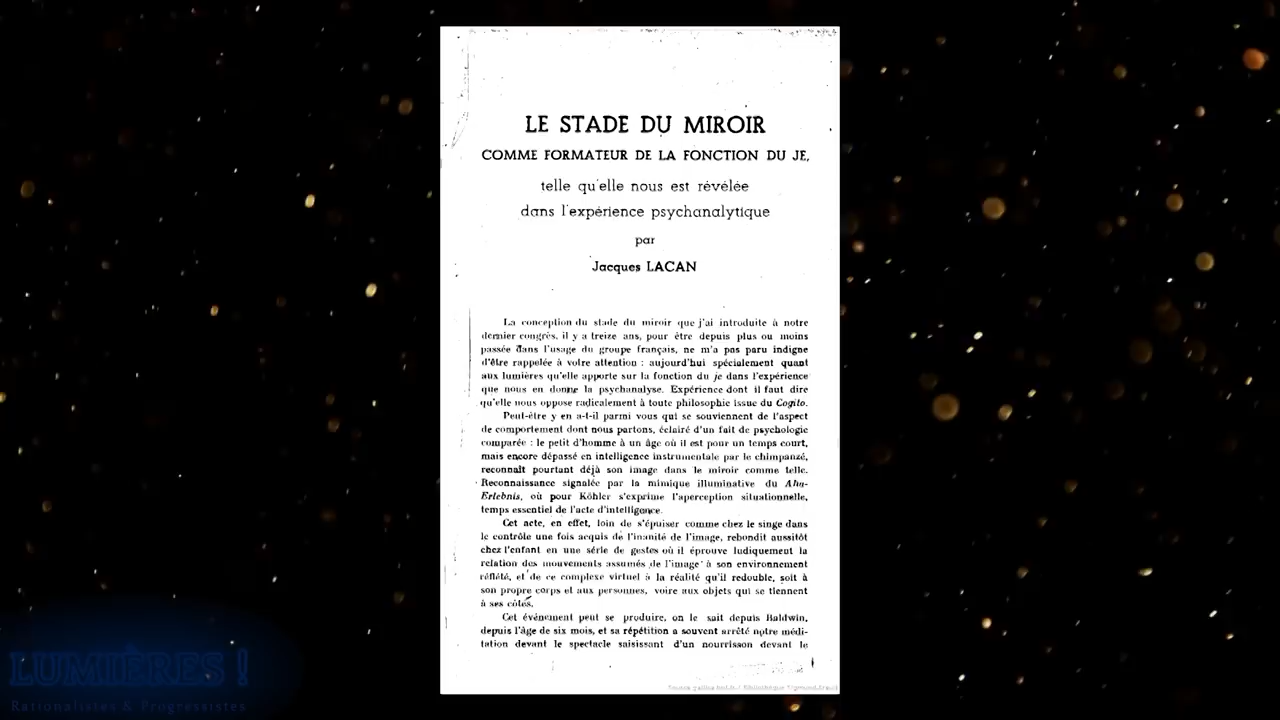 LE STADE DU MIROIR
COMME FORMATEUR DE LA FONCTION DU JE,
telle qu'elle nous est révélée
dans l'expérience psychanalytique
par
Jacques LACAN
La conception du stade du miroir que j'ai introduite à notre
dernier congrès, il y a treize ans, pour être depuis plus ou moins
passée dans l'usage du groupe français, ne m'a pas paru indigne
d'être rappelée à votre attention : aujourd'hui spécialement quant
aux lumières qu'elle apporte sur la fonction du je dans l'expérience
que nous en donne la psychanalyse. Expérience dont il faut dire
qu'elle nous oppose radicalement à toute philosophie issue du Cogito.
Peut-être y en a-t-il parmi vous qui se souviennent de l'aspect
de comportement dont nous partons, éclairé d'un fait de psychologie
comparée : le petit d'homme à un âge où il est pour un temps court,
mais encore dépassé en intelligence instrumentale par le chimpanzé,
reconnaît pourtant déjà son image dans le miroir comme telle.
Reconnaissance signalée par la mimique illuminative du Aha-
Erlebnis, où pour Köhler s'exprime l'aperception situationnelle,
temps essentiel de l'acte d'intelligence.
Cet acte, en effet, loin de s'épuiser comme chez le singe dans
le contrôle une fois acquis de l'inanité de l'image, rebondit aussitôt
chez l'enfant en une série de gestes où il éprouve ludiquement la
relation des mouvements assumés de l'image à son environnement
réflété, et de ce complexe virtuel à la réalité qu'il redouble, soit à
son propre corps et aux personnes, voire aux objets qui se tiennent
à ses côtés.
Cet événement peut se produire, on le sait depuis Baldwin,
depuis l'âge de six mois, et sa répétition a souvent arrêté notre médi-
tation devant le spectacle saisissant d'un nourrisson devant le
LUMIÈRES !
Rationalistes & Progressistes